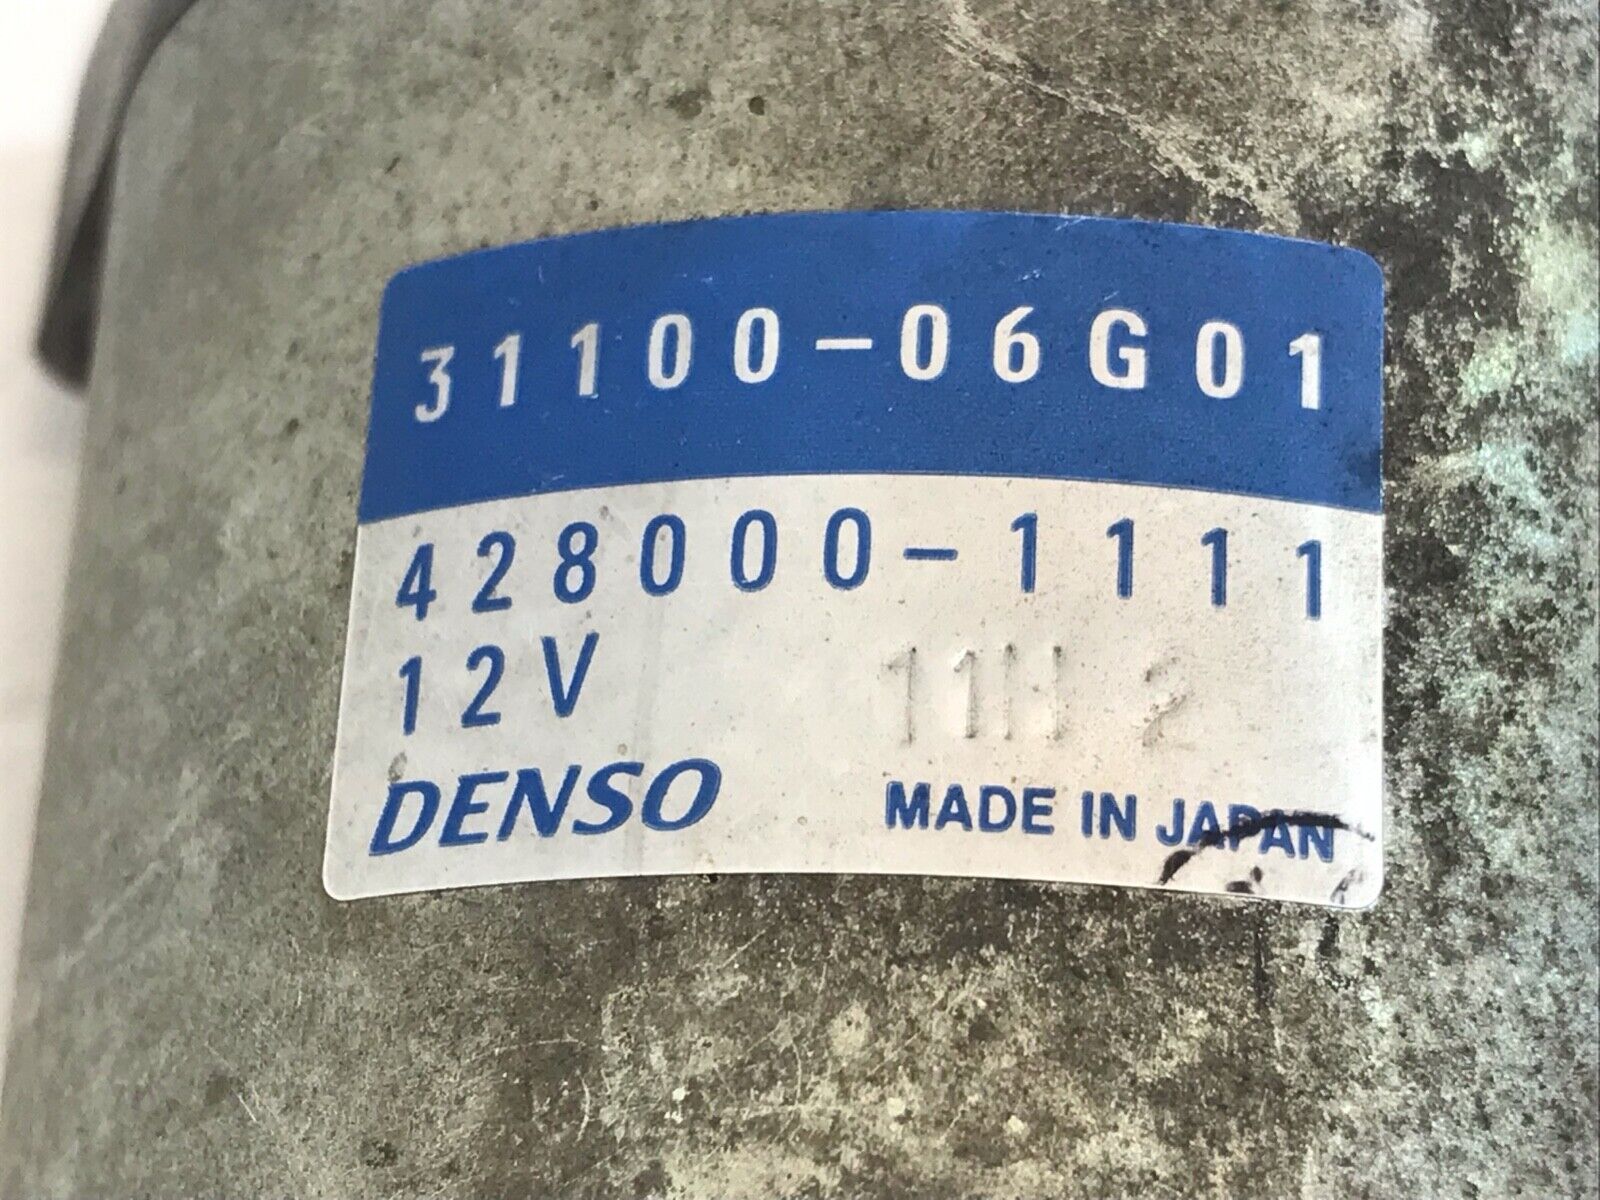 31100-06G01
428000-1111
12V
DENSO
MADE IN JAPAN